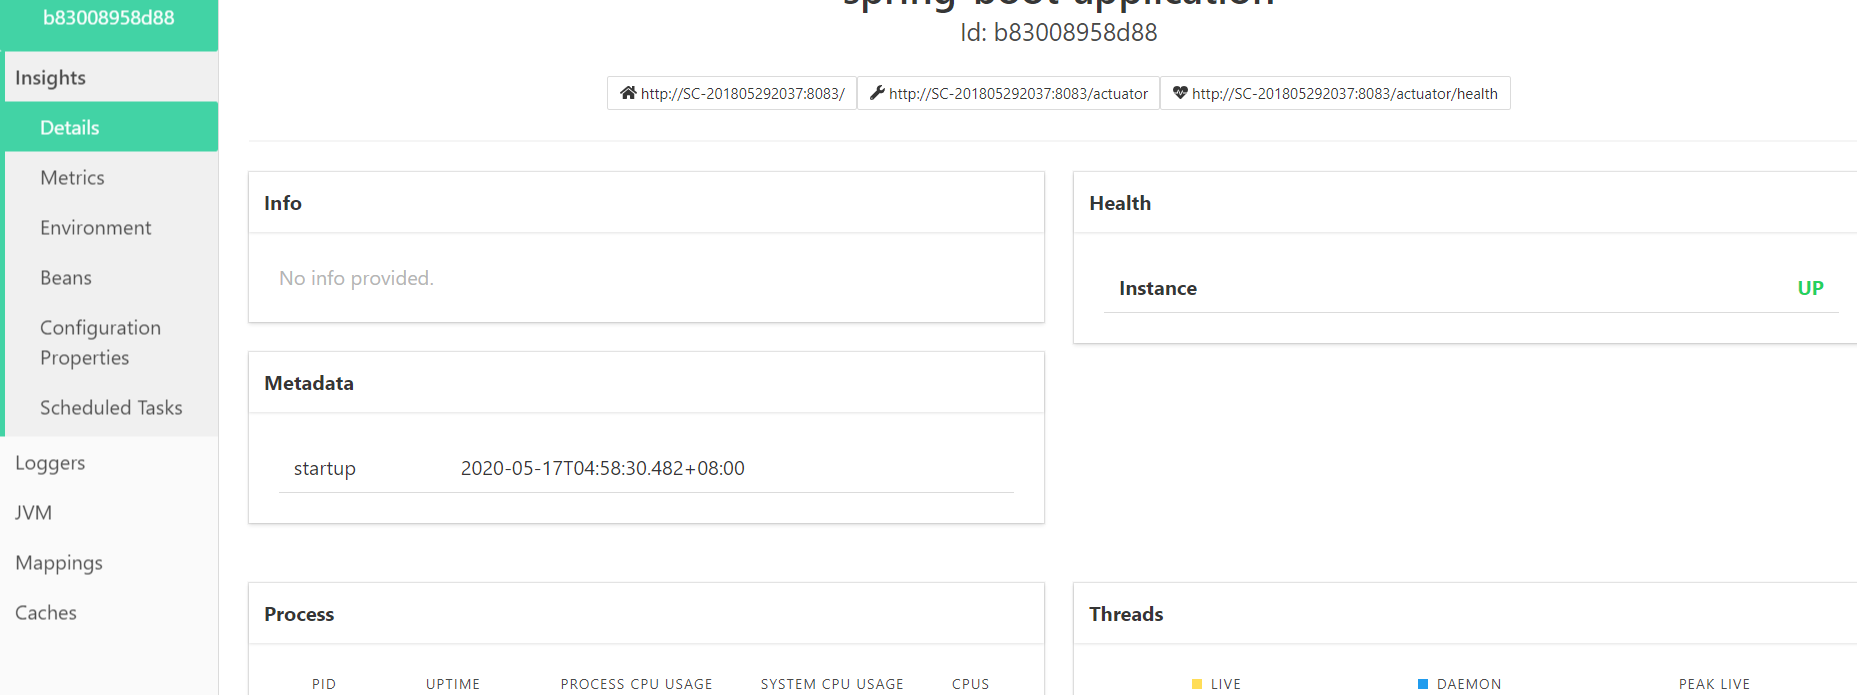 b83008958d88
Insights
Details
Metrics
Environment
Beans
Configuration
Properties
Scheduled Tasks
Loggers
JVM
Mappings
Caches
spring-boot-application
Id: b83008958d88
http://SC-201805292037:8083/ http://SC-201805292037:8083/actuator http://SC-201805292037:8083/actuator/health
Info
No info provided.
Health
Instance UP
Metadata
startup 2020-05-17T04:58:30.482+08:00
Process
PID UPTIME PROCESS CPU USAGE SYSTEM CPU USAGE CPUS
Threads
LIVE DAEMON PEAK LIVE